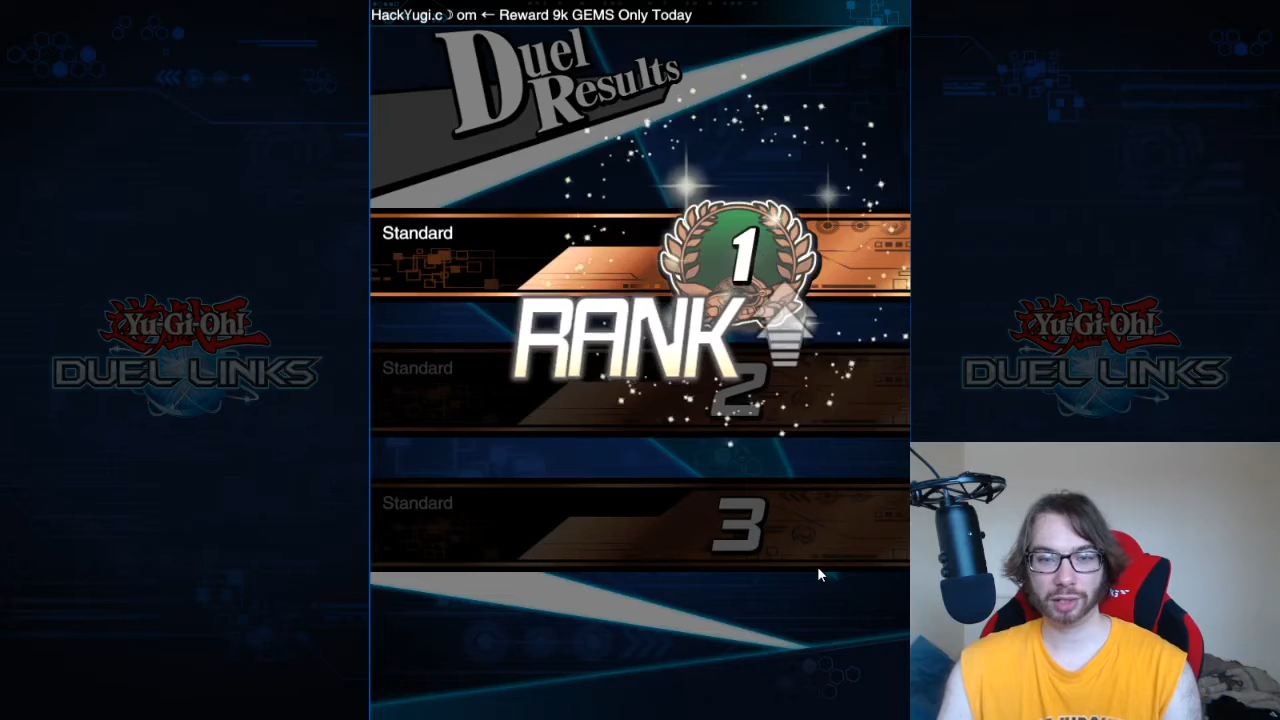 HackYugi.c☽om ← Reward 9k GEMS Only Today
Duel
Results
Standard
1
RANK
Standard
2
Standard
3
Yu-Gi-Oh!
DUEL LINKS
Yu-Gi-Oh!
DUEL LINKS